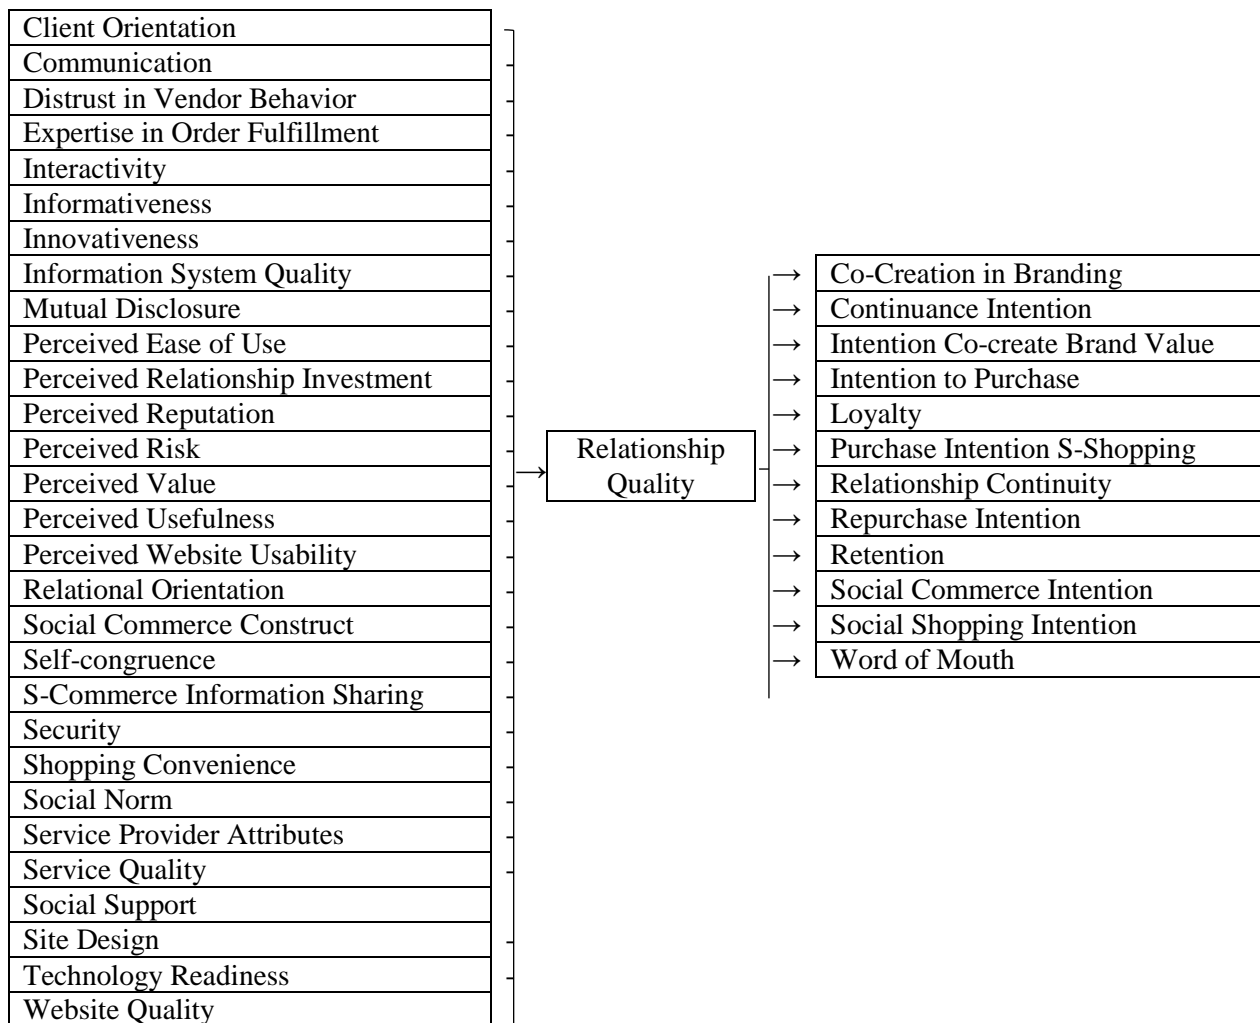 Client Orientation
Communication
Distrust in Vendor Behavior
Expertise in Order Fulfillment
Interactivity
Informativeness
Innovativeness
Information System Quality
Mutual Disclosure
Perceived Ease of Use
Perceived Relationship Investment
Perceived Reputation
Perceived Risk
Perceived Value
Perceived Usefulness
Perceived Website Usability
Relational Orientation
Social Commerce Construct
Self-congruence
S-Commerce Information Sharing
Security
Shopping Convenience
Social Norm
Service Provider Attributes
Service Quality
Social Support
Site Design
Technology Readiness
Website Quality
Relationship
Quality
Co-Creation in Branding
Continuance Intention
Intention Co-create Brand Value
Intention to Purchase
Loyalty
Purchase Intention S-Shopping
Relationship Continuity
Repurchase Intention
Retention
Social Commerce Intention
Social Shopping Intention
Word of Mouth